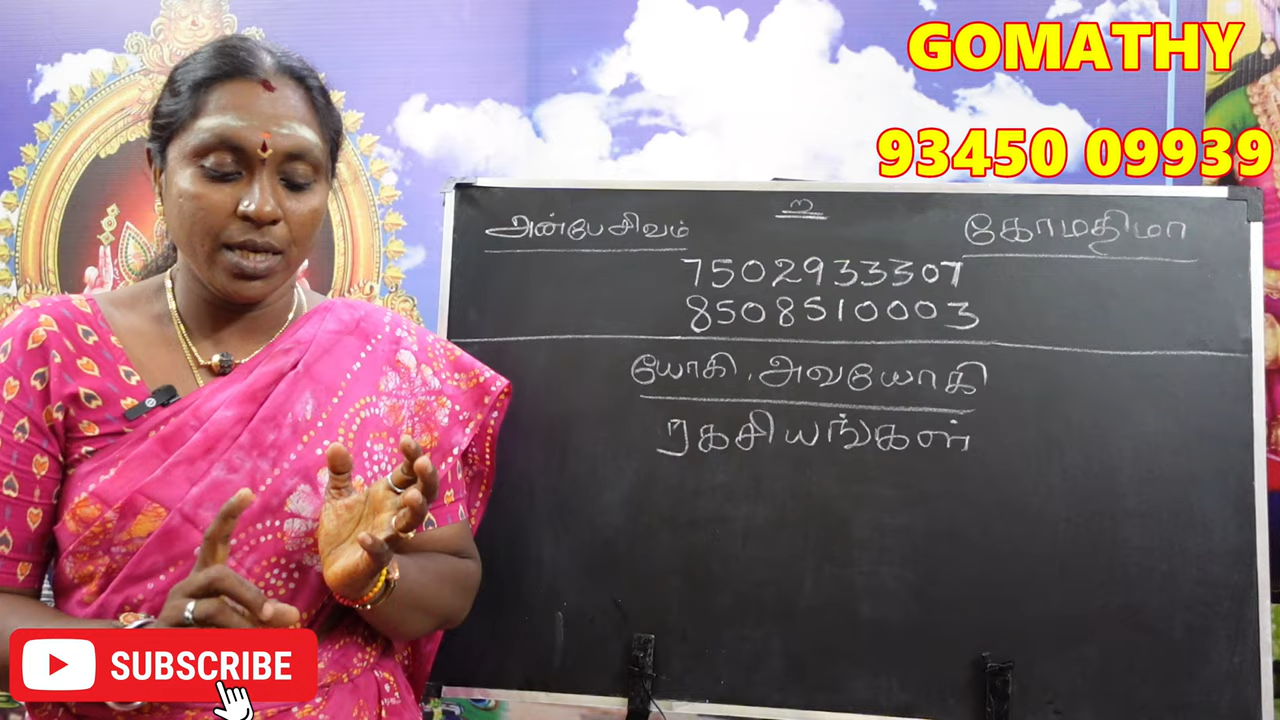 GOMATHY
93450 09939
உ
அன்பே சிவம் கோமதிமா
7502933307
8508510003
யோகி, அவயோகி
ரகசியங்கள்
SUBSCRIBE